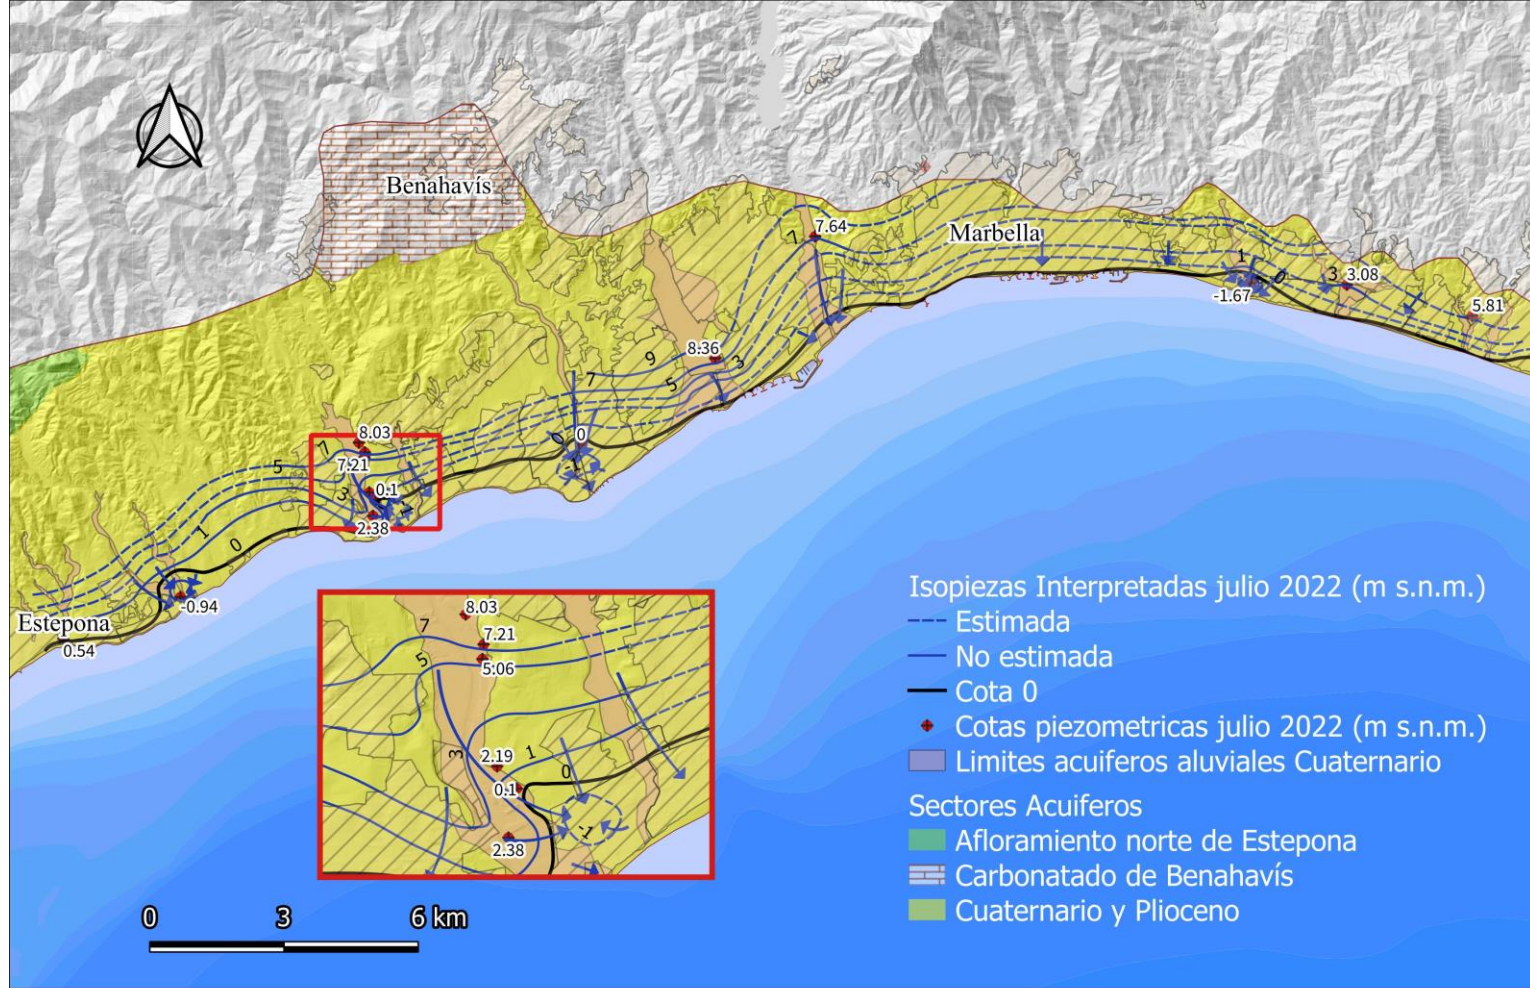 Benahavís
7.64
Marbella
7
1
0
3
3.08
-1.67
5.81
9
8.36
7
5
3
8.03
7
0
0
5
7.21
-1
3
0.1
-1
2.38
1
0
-0.94
Estepona
0.54
8.03
7
7.21
5
5.06
3
2.19
1
0
0.1
-1
2.38
Isopiezas Interpretadas julio 2022 (m s.n.m.)
Estimada
No estimada
Cota 0
Cotas piezometricas julio 2022 (m s.n.m.)
Limites acuiferos aluviales Cuaternario
Sectores Acuiferos
Afloramiento norte de Estepona
Carbonatado de Benahavís
Cuaternario y Plioceno
0 3 6 km